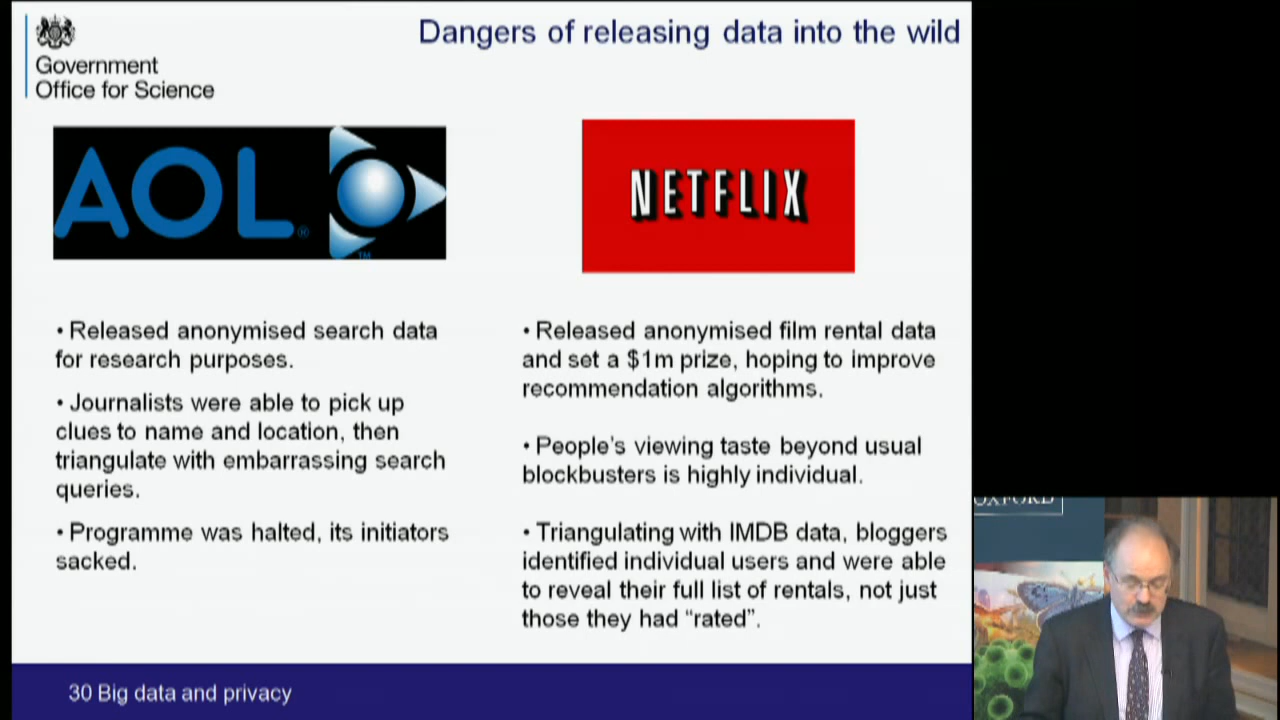 Dangers of releasing data into the wild
Government
Office for Science
AOL
®
TM
NETFLIX
• Released anonymised search data
for research purposes.
• Journalists were able to pick up
clues to name and location, then
triangulate with embarrassing search
queries.
• Programme was halted, its initiators
sacked.
• Released anonymised film rental data
and set a $1m prize, hoping to improve
recommendation algorithms.
• People's viewing taste beyond usual
blockbusters is highly individual.
• Triangulating with IMDB data, bloggers
identified individual users and were able
to reveal their full list of rentals, not just
those they had “rated”.
30 Big data and privacy
OXFORD